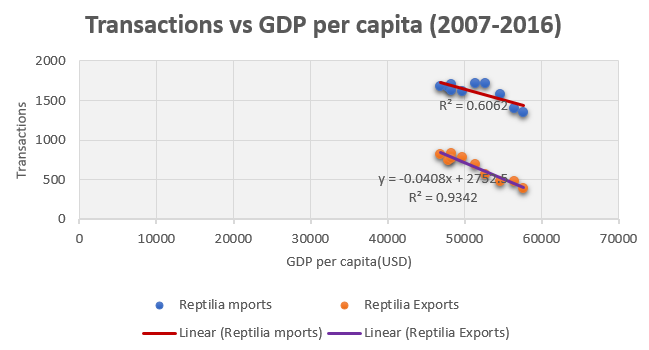 Transactions vs GDP per capita (2007-2016)
2000
1500
1000
500
0
Transactions
R² = 0.6062
y = -0.0408x + 2752.5
R² = 0.9342
0 10000 20000 30000 40000 50000 60000 70000
GDP per capita(USD)
Reptilia mports Reptilia Exports
Linear (Reptilia mports) Linear (Reptilia Exports)